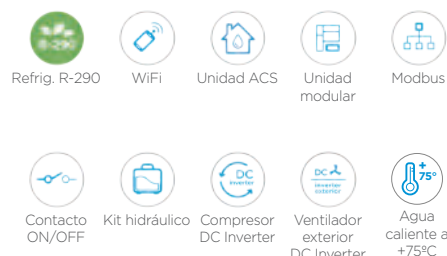 R-290
Refrig. R-290
WiFi
Unidad ACS
Unidad
modular
Modbus
DC
Inverter
DC
inverter
exterior
+
75°
Contacto
ON/OFF
Kit hidráulico
Compresor
DC Inverter
Ventilador
exterior
DC Inverter
Agua
caliente a
+75ºC